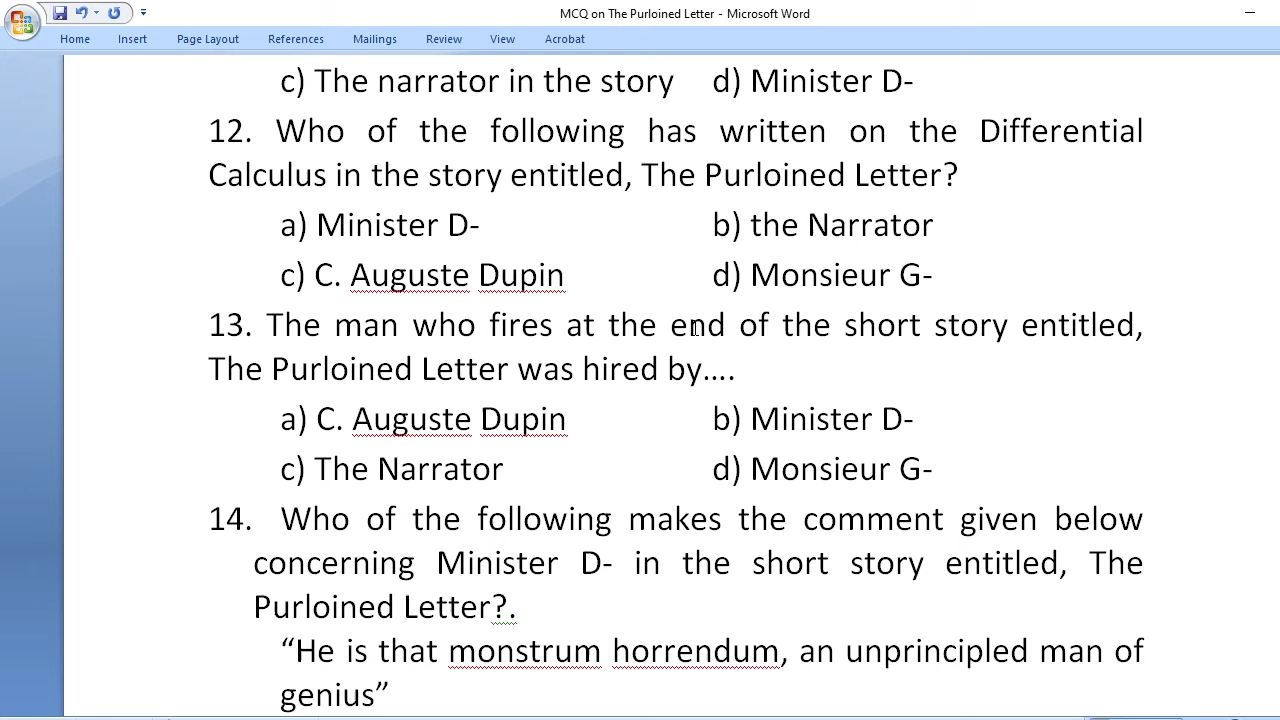 MCQ on The Purloined Letter - Microsoft Word
Home Insert Page Layout References Mailings Review View Acrobat
c) The narrator in the story d) Minister D-
12. Who of the following has written on the Differential
Calculus in the story entitled, The Purloined Letter?
a) Minister D- b) the Narrator
c) C. Auguste Dupin d) Monsieur G-
13. The man who fires at the end of the short story entitled,
The Purloined Letter was hired by....
a) C. Auguste Dupin b) Minister D-
c) The Narrator d) Monsieur G-
14. Who of the following makes the comment given below
concerning Minister D- in the short story entitled, The
Purloined Letter?.
“He is that monstrum horrendum, an unprincipled man of
genius”